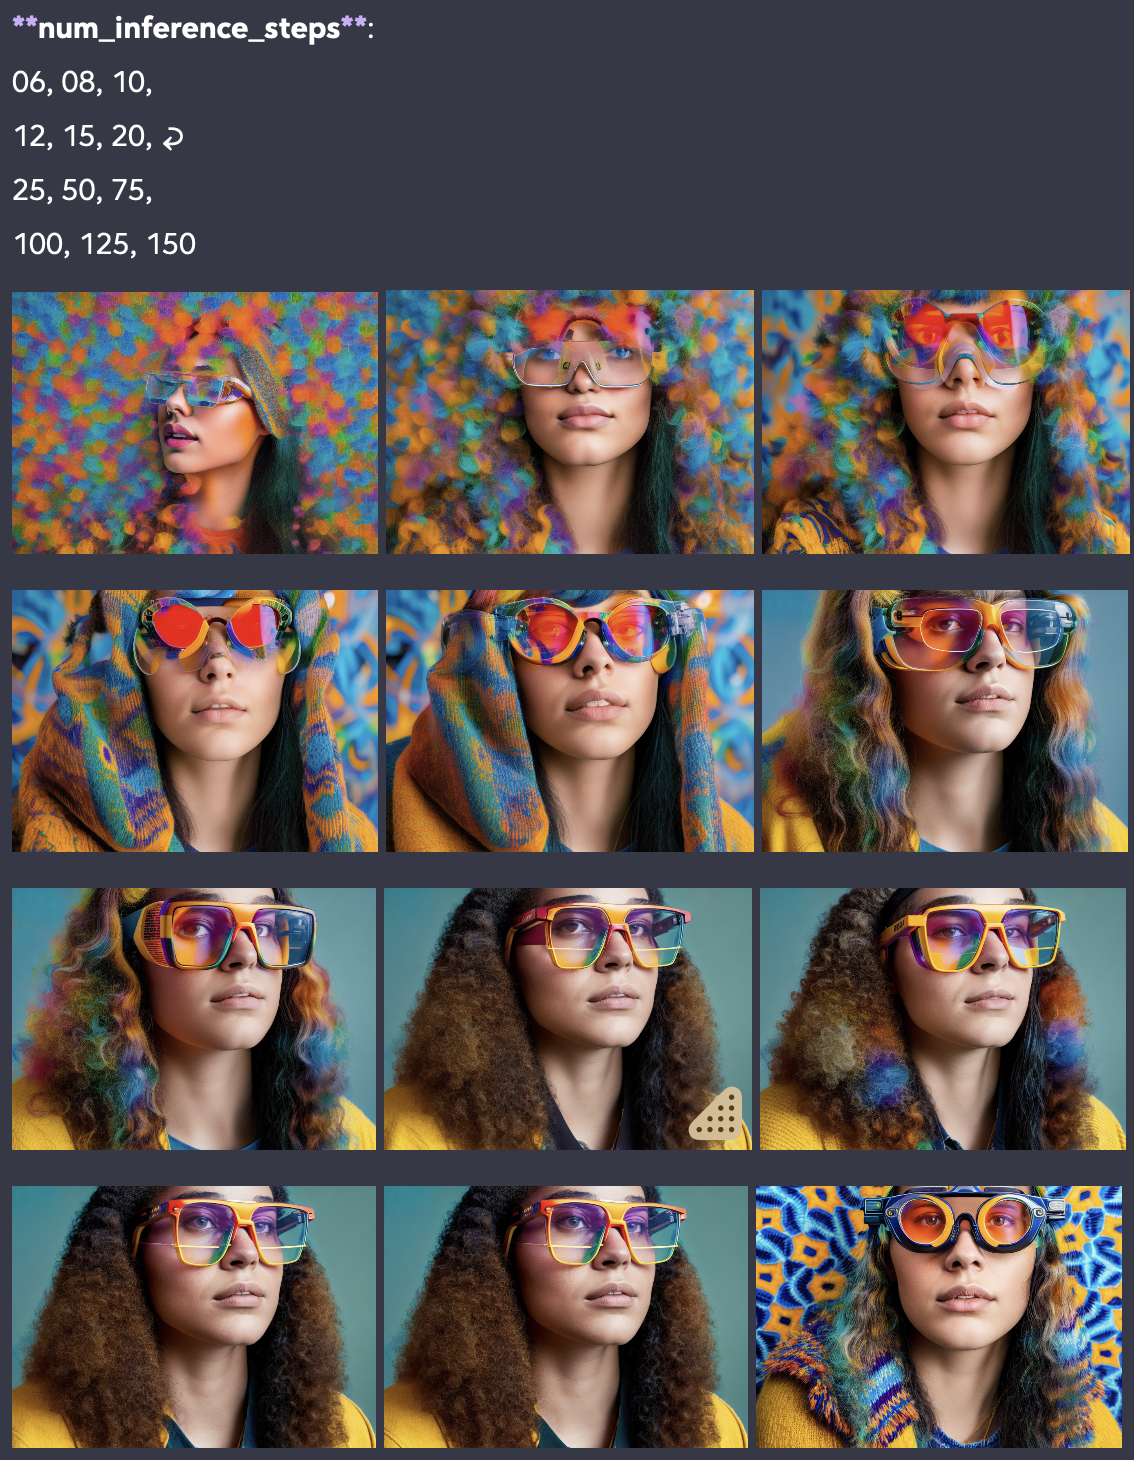 **num_inference_steps**:
06, 08, 10,
12, 15, 20, ⤾
25, 50, 75,
100, 125, 150